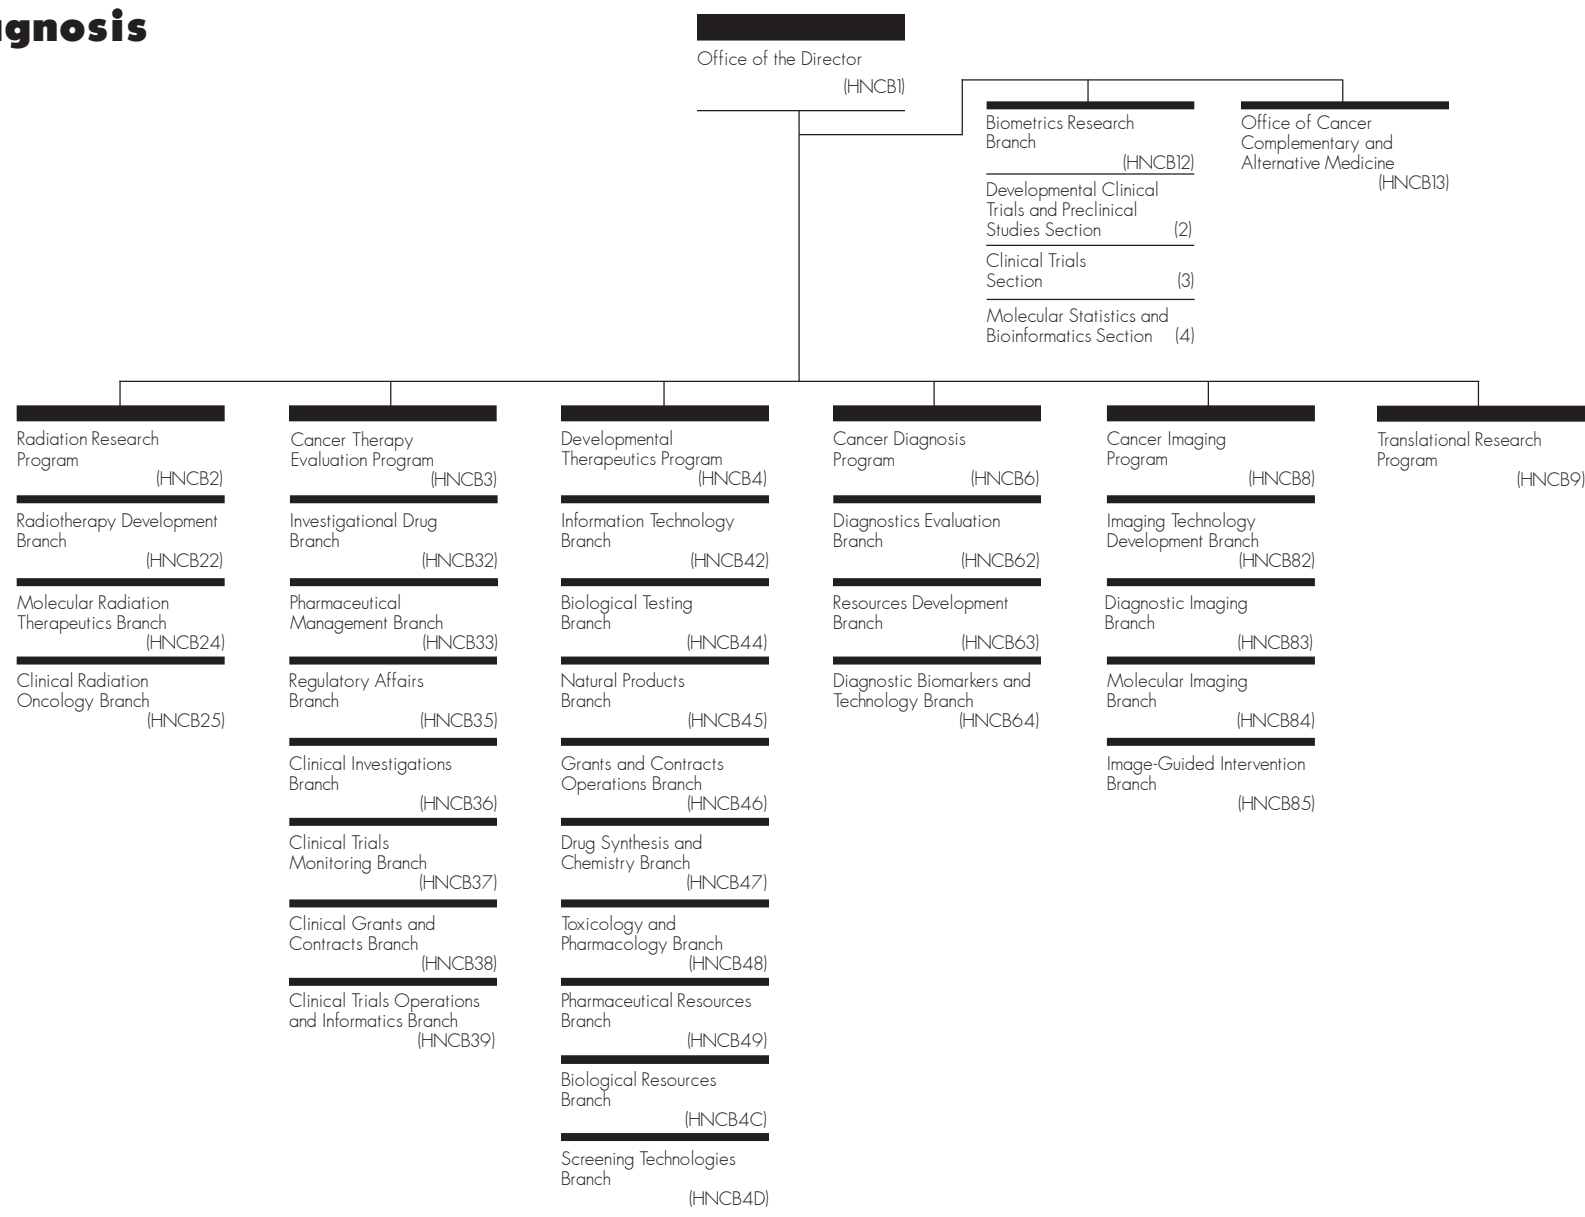 agnosis
Office of the Director
(HNCB1)
Biometrics Research
Branch
(HNCB12)
Developmental Clinical
Trials and Preclinical
Studies Section (2)
Clinical Trials
Section (3)
Molecular Statistics and
Bioinformatics Section (4)
Office of Cancer
Complementary and
Alternative Medicine
(HNCB13)
Radiation Research
Program
(HNCB2)
Radiotherapy Development
Branch
(HNCB22)
Molecular Radiation
Therapeutics Branch
(HNCB24)
Clinical Radiation
Oncology Branch
(HNCB25)
Cancer Therapy
Evaluation Program
(HNCB3)
Investigational Drug
Branch
(HNCB32)
Pharmaceutical
Management Branch
(HNCB33)
Regulatory Affairs
Branch
(HNCB35)
Clinical Investigations
Branch
(HNCB36)
Clinical Trials
Monitoring Branch
(HNCB37)
Clinical Grants and
Contracts Branch
(HNCB38)
Clinical Trials Operations
and Informatics Branch
(HNCB39)
Developmental
Therapeutics Program
(HNCB4)
Information Technology
Branch
(HNCB42)
Biological Testing
Branch
(HNCB44)
Natural Products
Branch
(HNCB45)
Grants and Contracts
Operations Branch
(HNCB46)
Drug Synthesis and
Chemistry Branch
(HNCB47)
Toxicology and
Pharmacology Branch
(HNCB48)
Pharmaceutical Resources
Branch
(HNCB49)
Biological Resources
Branch
(HNCB4C)
Screening Technologies
Branch
(HNCB4D)
Cancer Diagnosis
Program
(HNCB6)
Diagnostics Evaluation
Branch
(HNCB62)
Resources Development
Branch
(HNCB63)
Diagnostic Biomarkers and
Technology Branch
(HNCB64)
Cancer Imaging
Program
(HNCB8)
Imaging Technology
Development Branch
(HNCB82)
Diagnostic Imaging
Branch
(HNCB83)
Molecular Imaging
Branch
(HNCB84)
Image-Guided Intervention
Branch
(HNCB85)
Translational Research
Program
(HNCB9)